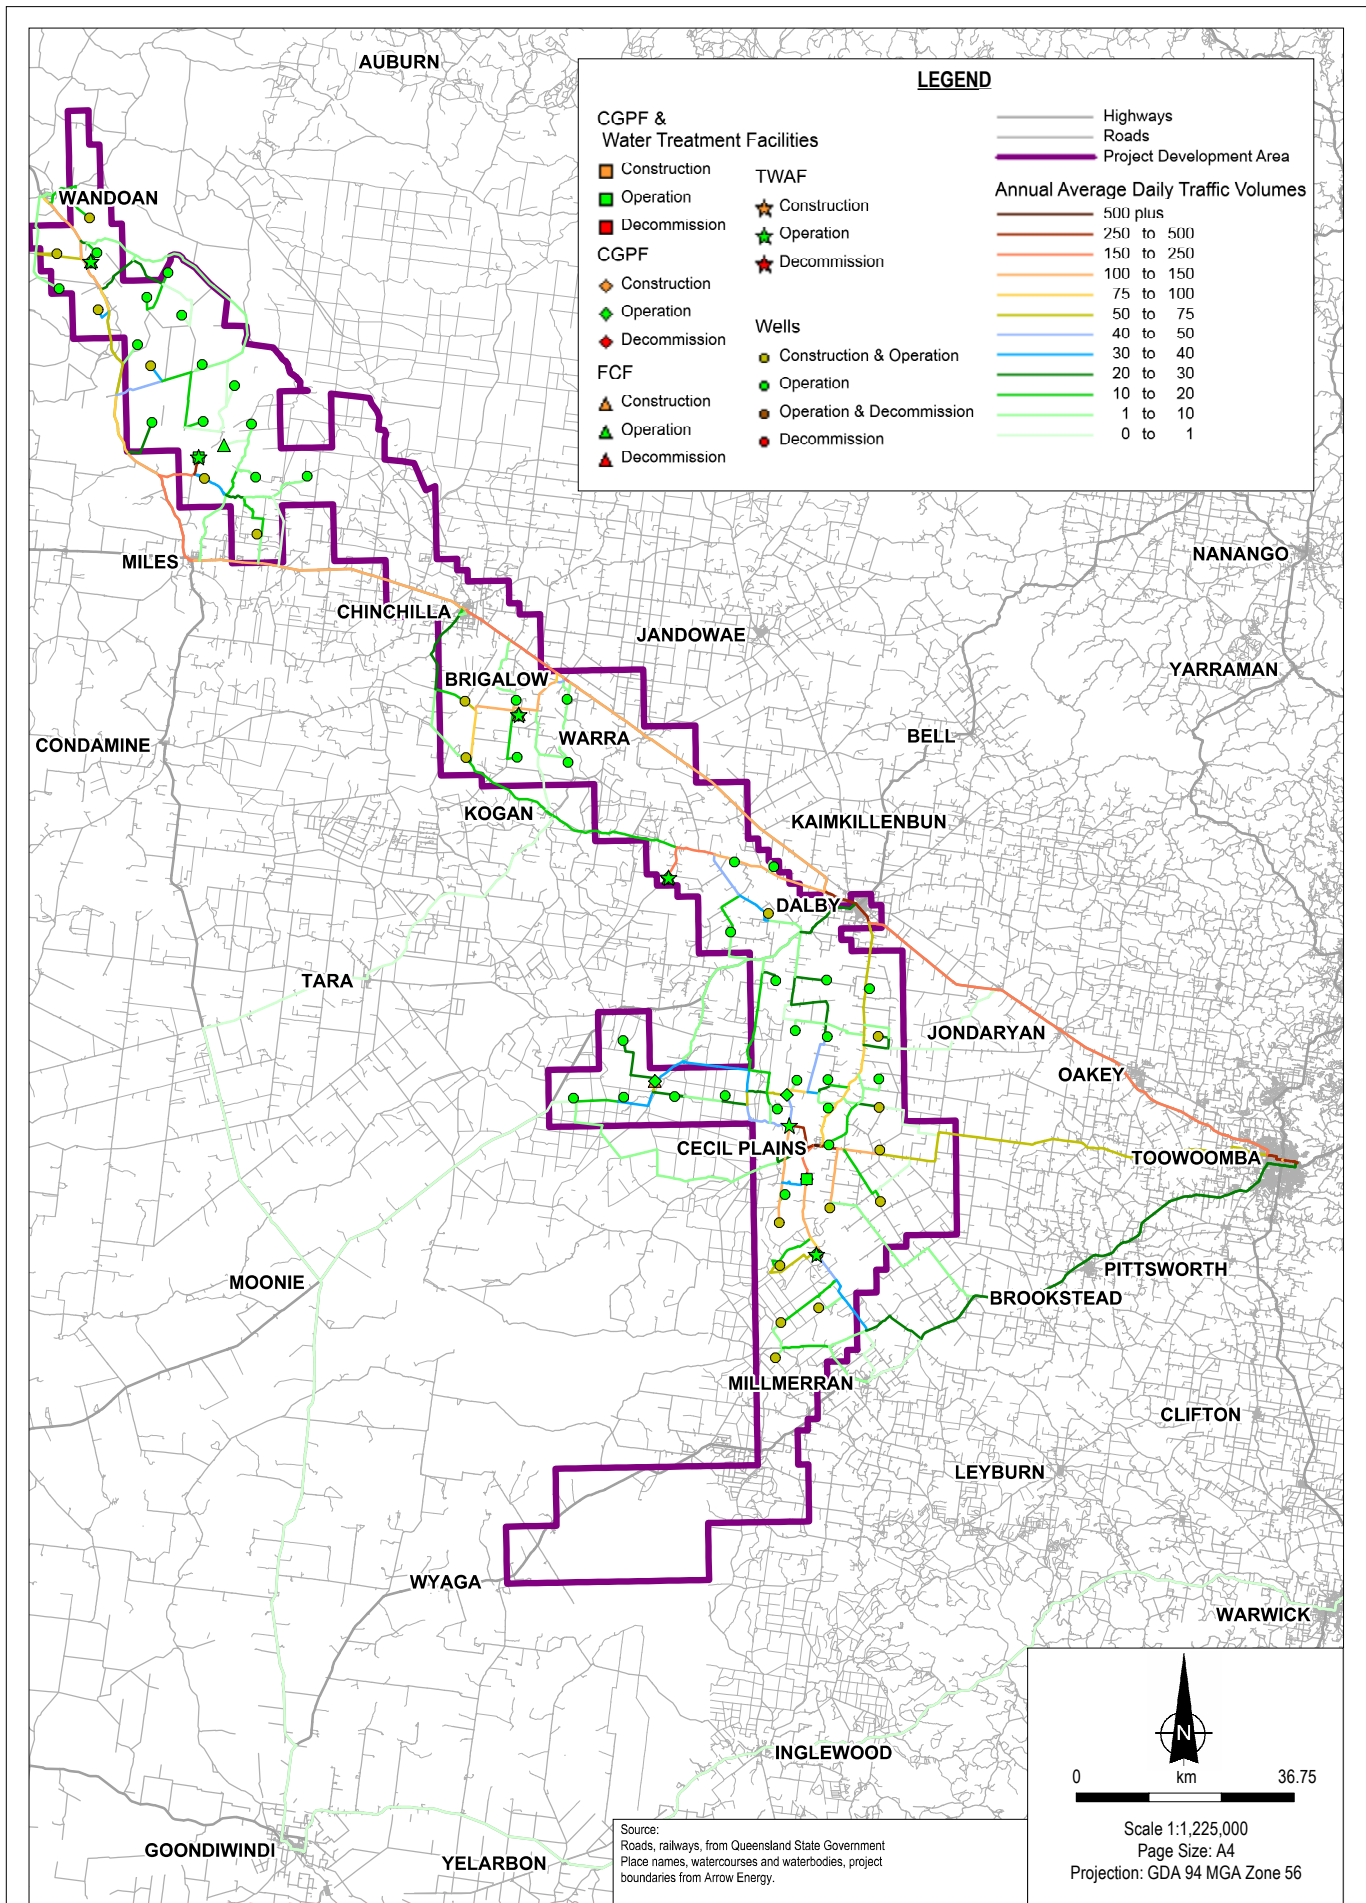 LEGEND
CGPF &
Water Treatment Facilities
Construction
Operation
Decommission
CGPF
Construction
Operation
Decommission
FCF
Construction
Operation
Decommission
TWAF
Construction
Operation
Decommission
Wells
Construction & Operation
Operation
Operation & Decommission
Decommission
Highways
Roads
Project Development Area
Annual Average Daily Traffic Volumes
500 plus
250 to 500
150 to 250
100 to 150
75 to 100
50 to 75
40 to 50
30 to 40
20 to 30
10 to 20
1 to 10
0 to 1
AUBURN
WANDOAN
MILES
NANANGO
CHINCHILLA
JANDOWAE
YARRAMAN
BRIGALOW
CONDAMINE
WARRA
BELL
KOGAN
KAIMKILLENBUN
DALBY
TARA
JONDARYAN
OAKEY
CECIL PLAINS
TOOWOOMBA
MOONIE
PITTSWORTH
BROOKSTEAD
MILLMERRAN
CLIFTON
LEYBURN
WYAGA
WARWICK
INGLEWOOD
GOONDIWINDI
YELARBON
Source:
Roads, railways, from Queensland State Government
Place names, watercourses and waterbodies, project
boundaries from Arrow Energy.
N
0 km 36.75
Scale 1:1,225,000
Page Size: A4
Projection: GDA 94 MGA Zone 56